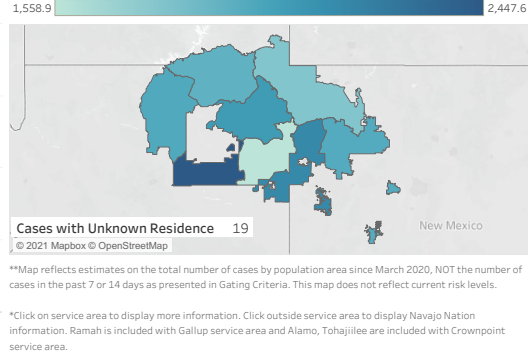 1,558.9 2,447.6
New Mexico
Cases with Unknown Residence 19
© 2021 Mapbox © OpenStreetMap
**Map reflects estimates on the total number of cases by population area since March 2020, NOT the number of
cases in the past 7 or 14 days as presented in Gating Criteria. This map does not reflect current risk levels.
*Click on service area to display more information. Click outside service area to display Navajo Nation
information. Ramah is included with Gallup service area and Alamo, Tohajiilee are included with Crownpoint
service area.